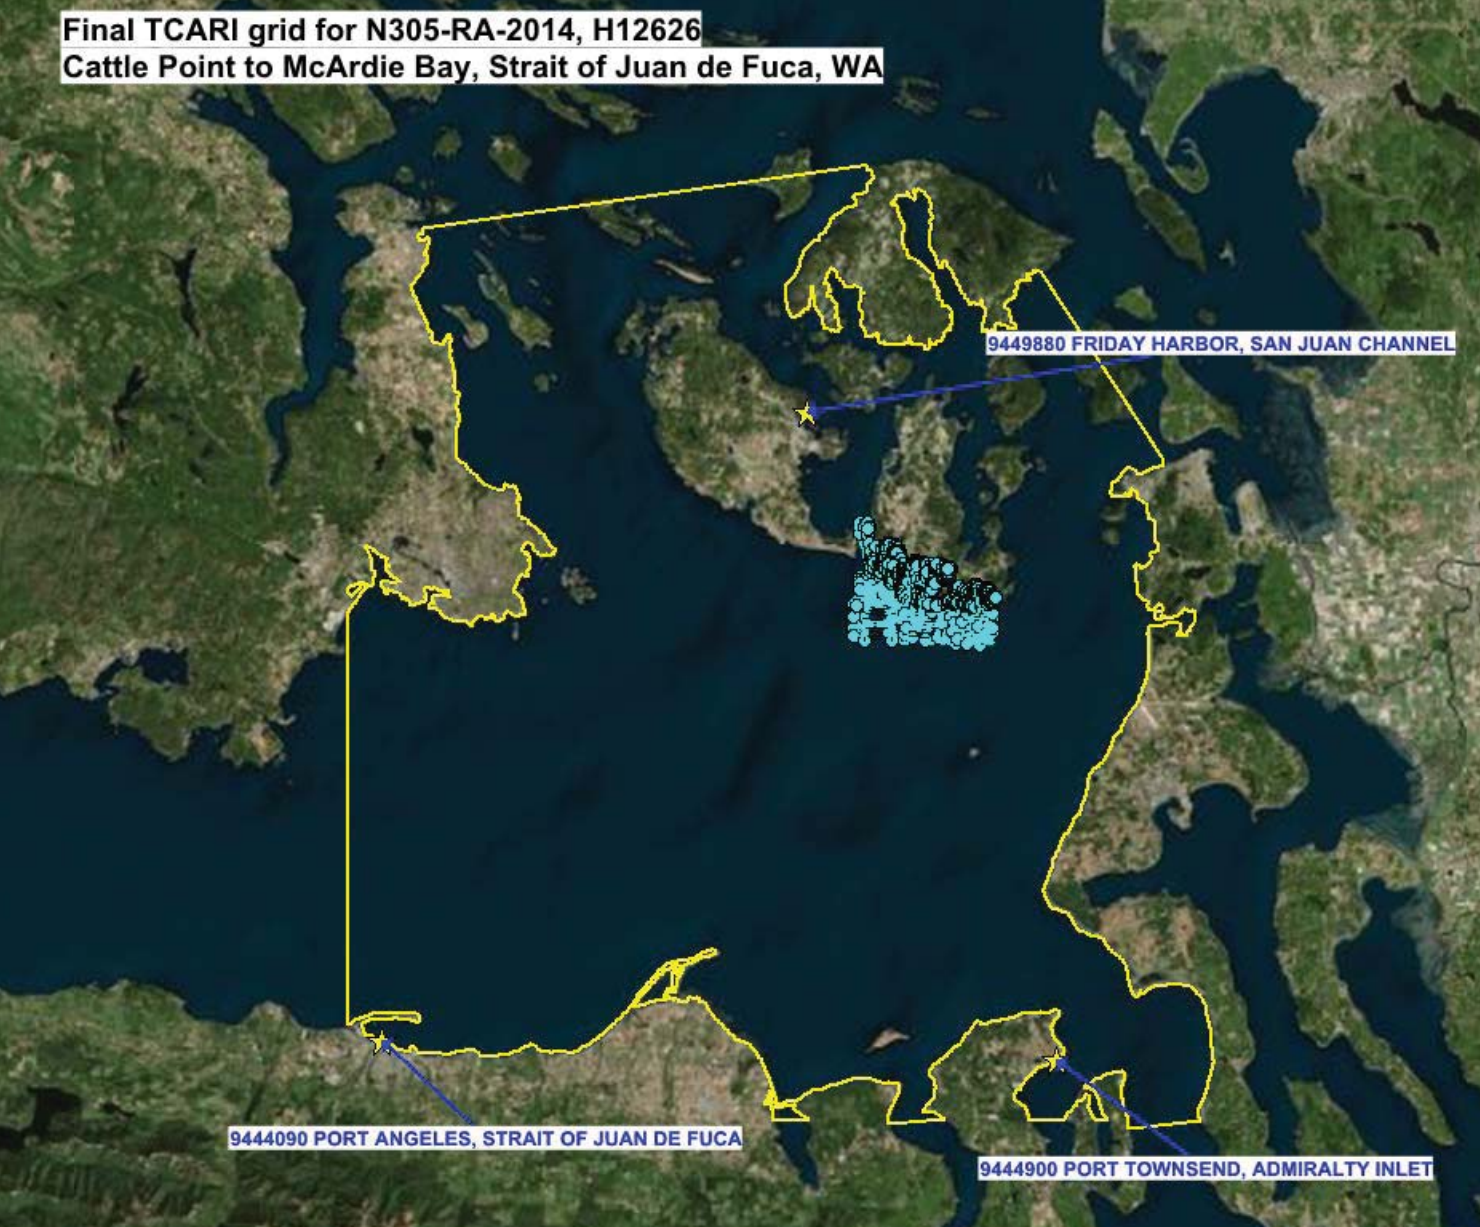 Final TCARI grid for N305-RA-2014, H12626
Cattle Point to McArdie Bay, Strait of Juan de Fuca, WA
9449880 FRIDAY HARBOR, SAN JUAN CHANNEL
9444090 PORT ANGELES, STRAIT OF JUAN DE FUCA
9444900 PORT TOWNSEND, ADMIRALTY INLET